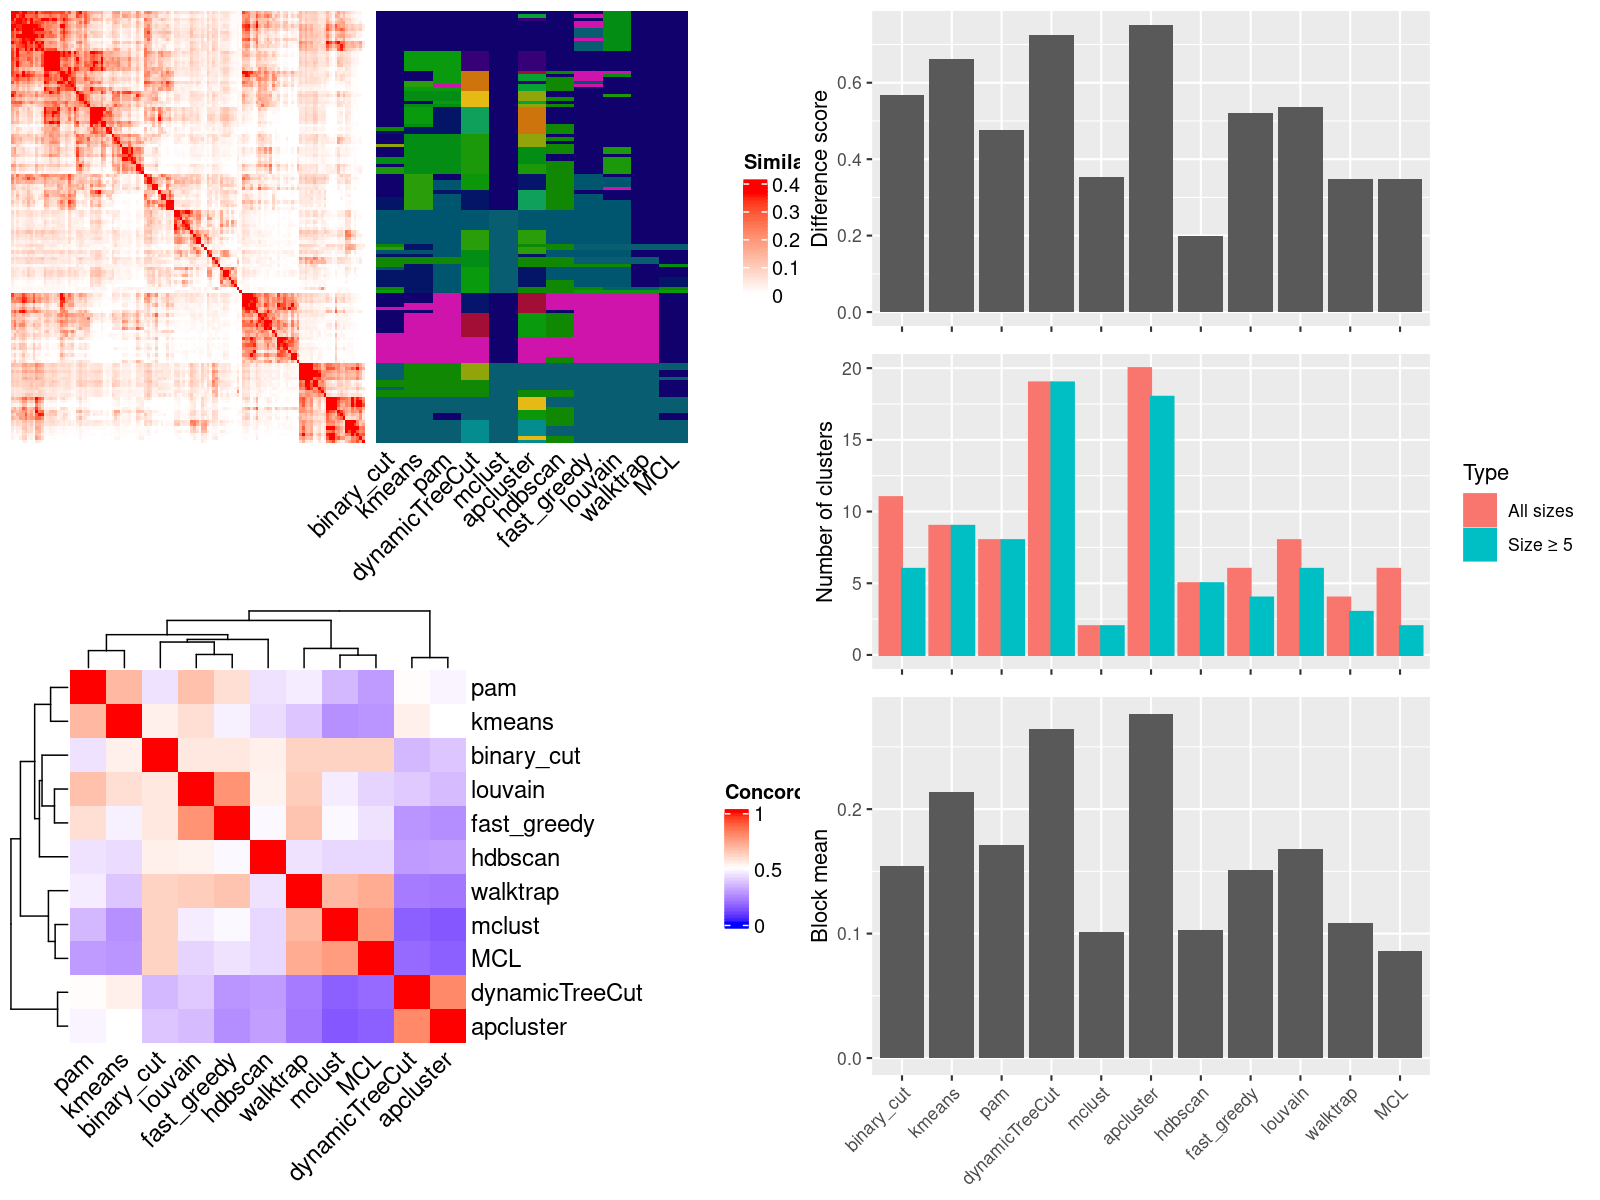 Simila
0.4
0.3
0.2
0.1
0
binary_cut
kmeans
pam
dynamicTreeCut
mclust
apcluster
hdbscan
fast_greedy
louvain
walktrap
MCL
Difference score
0.6
0.4
0.2
0.0
Number of clusters
20
15
10
5
0
Type
All sizes
Size ≥ 5
pam
kmeans
binary_cut
louvain
fast_greedy
hdbscan
walktrap
mclust
MCL
dynamicTreeCut
apcluster
pam
kmeans
binary_cut
louvain
fast_greedy
hdbscan
walktrap
mclust
MCL
dynamicTreeCut
apcluster
Concorc
1
0.5
0
Block mean
0.2
0.1
0.0
binary_cut
kmeans
pam
dynamicTreeCut
mclust
apcluster
hdbscan
fast_greedy
louvain
walktrap
MCL